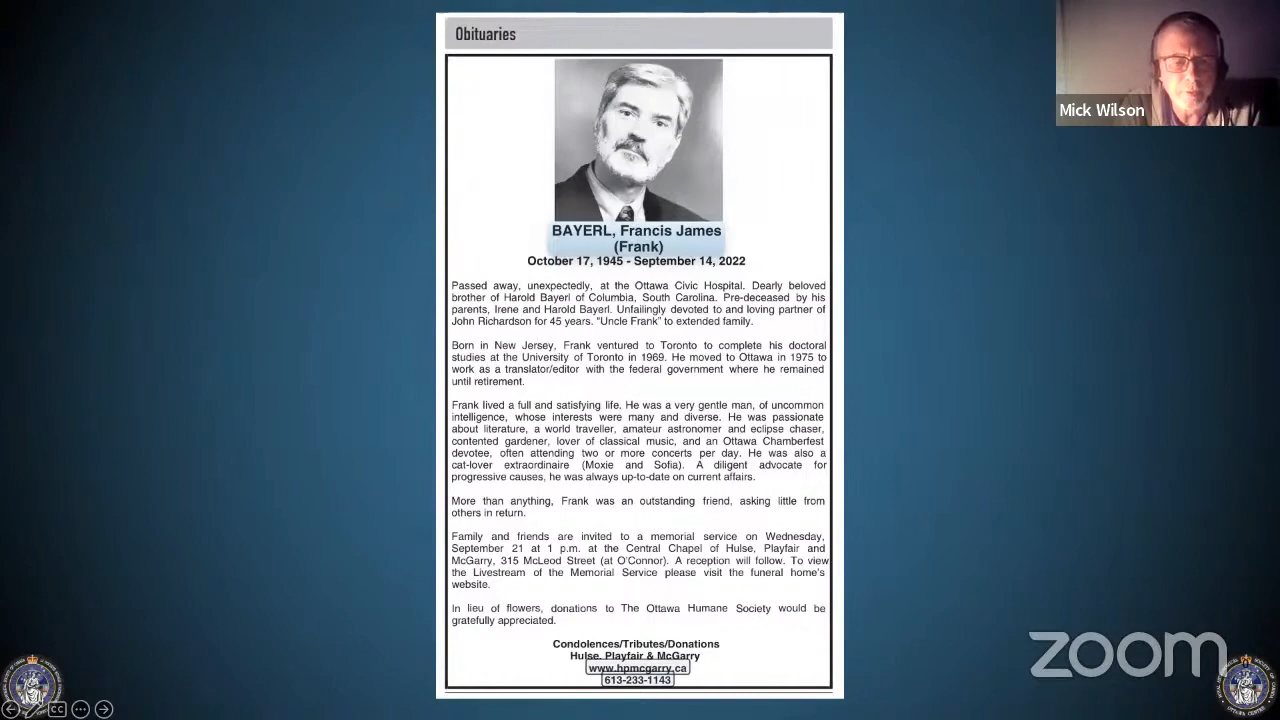 Obituaries
Mick Wilson
BAYERL, Francis James
(Frank)
October 17, 1945 - September 14, 2022
Passed away, unexpectedly, at the Ottawa Civic Hospital. Dearly beloved
brother of Harold Bayerl of Columbia, South Carolina. Pre-deceased by his
parents, Irene and Harold Bayerl. Unfailingly devoted to and loving partner of
John Richardson for 45 years. “Uncle Frank” to extended family.
Born in New Jersey, Frank ventured to Toronto to complete his doctoral
studies at the University of Toronto in 1969. He moved to Ottawa in 1975 to
work as a translator/editor with the federal government where he remained
until retirement.
Frank lived a full and satisfying life. He was a very gentle man, of uncommon
intelligence, whose interests were many and diverse. He was passionate
about literature, a world traveller, amateur astronomer and eclipse chaser,
contented gardener, lover of classical music, and an Ottawa Chamberfest
devotee, often attending two or more concerts per day. He was also a
cat-lover extraordinaire (Moxie and Sofia). A diligent advocate for
progressive causes, he was always up-to-date on current affairs.
More than anything, Frank was an outstanding friend, asking little from
others in return.
Family and friends are invited to a memorial service on Wednesday,
September 21 at 1 p.m. at the Central Chapel of Hulse, Playfair and
McGarry, 315 McLeod Street (at O’Connor). A reception will follow. To view
the Livestream of the Memorial Service please visit the funeral home’s
website.
In lieu of flowers, donations to The Ottawa Humane Society would be
gratefully appreciated.
Condolences/Tributes/Donations
Hulse, Playfair & McGarry
www.hpmcgarry.ca
613-233-1143
zoom
CC
OTTAWA CENTRE